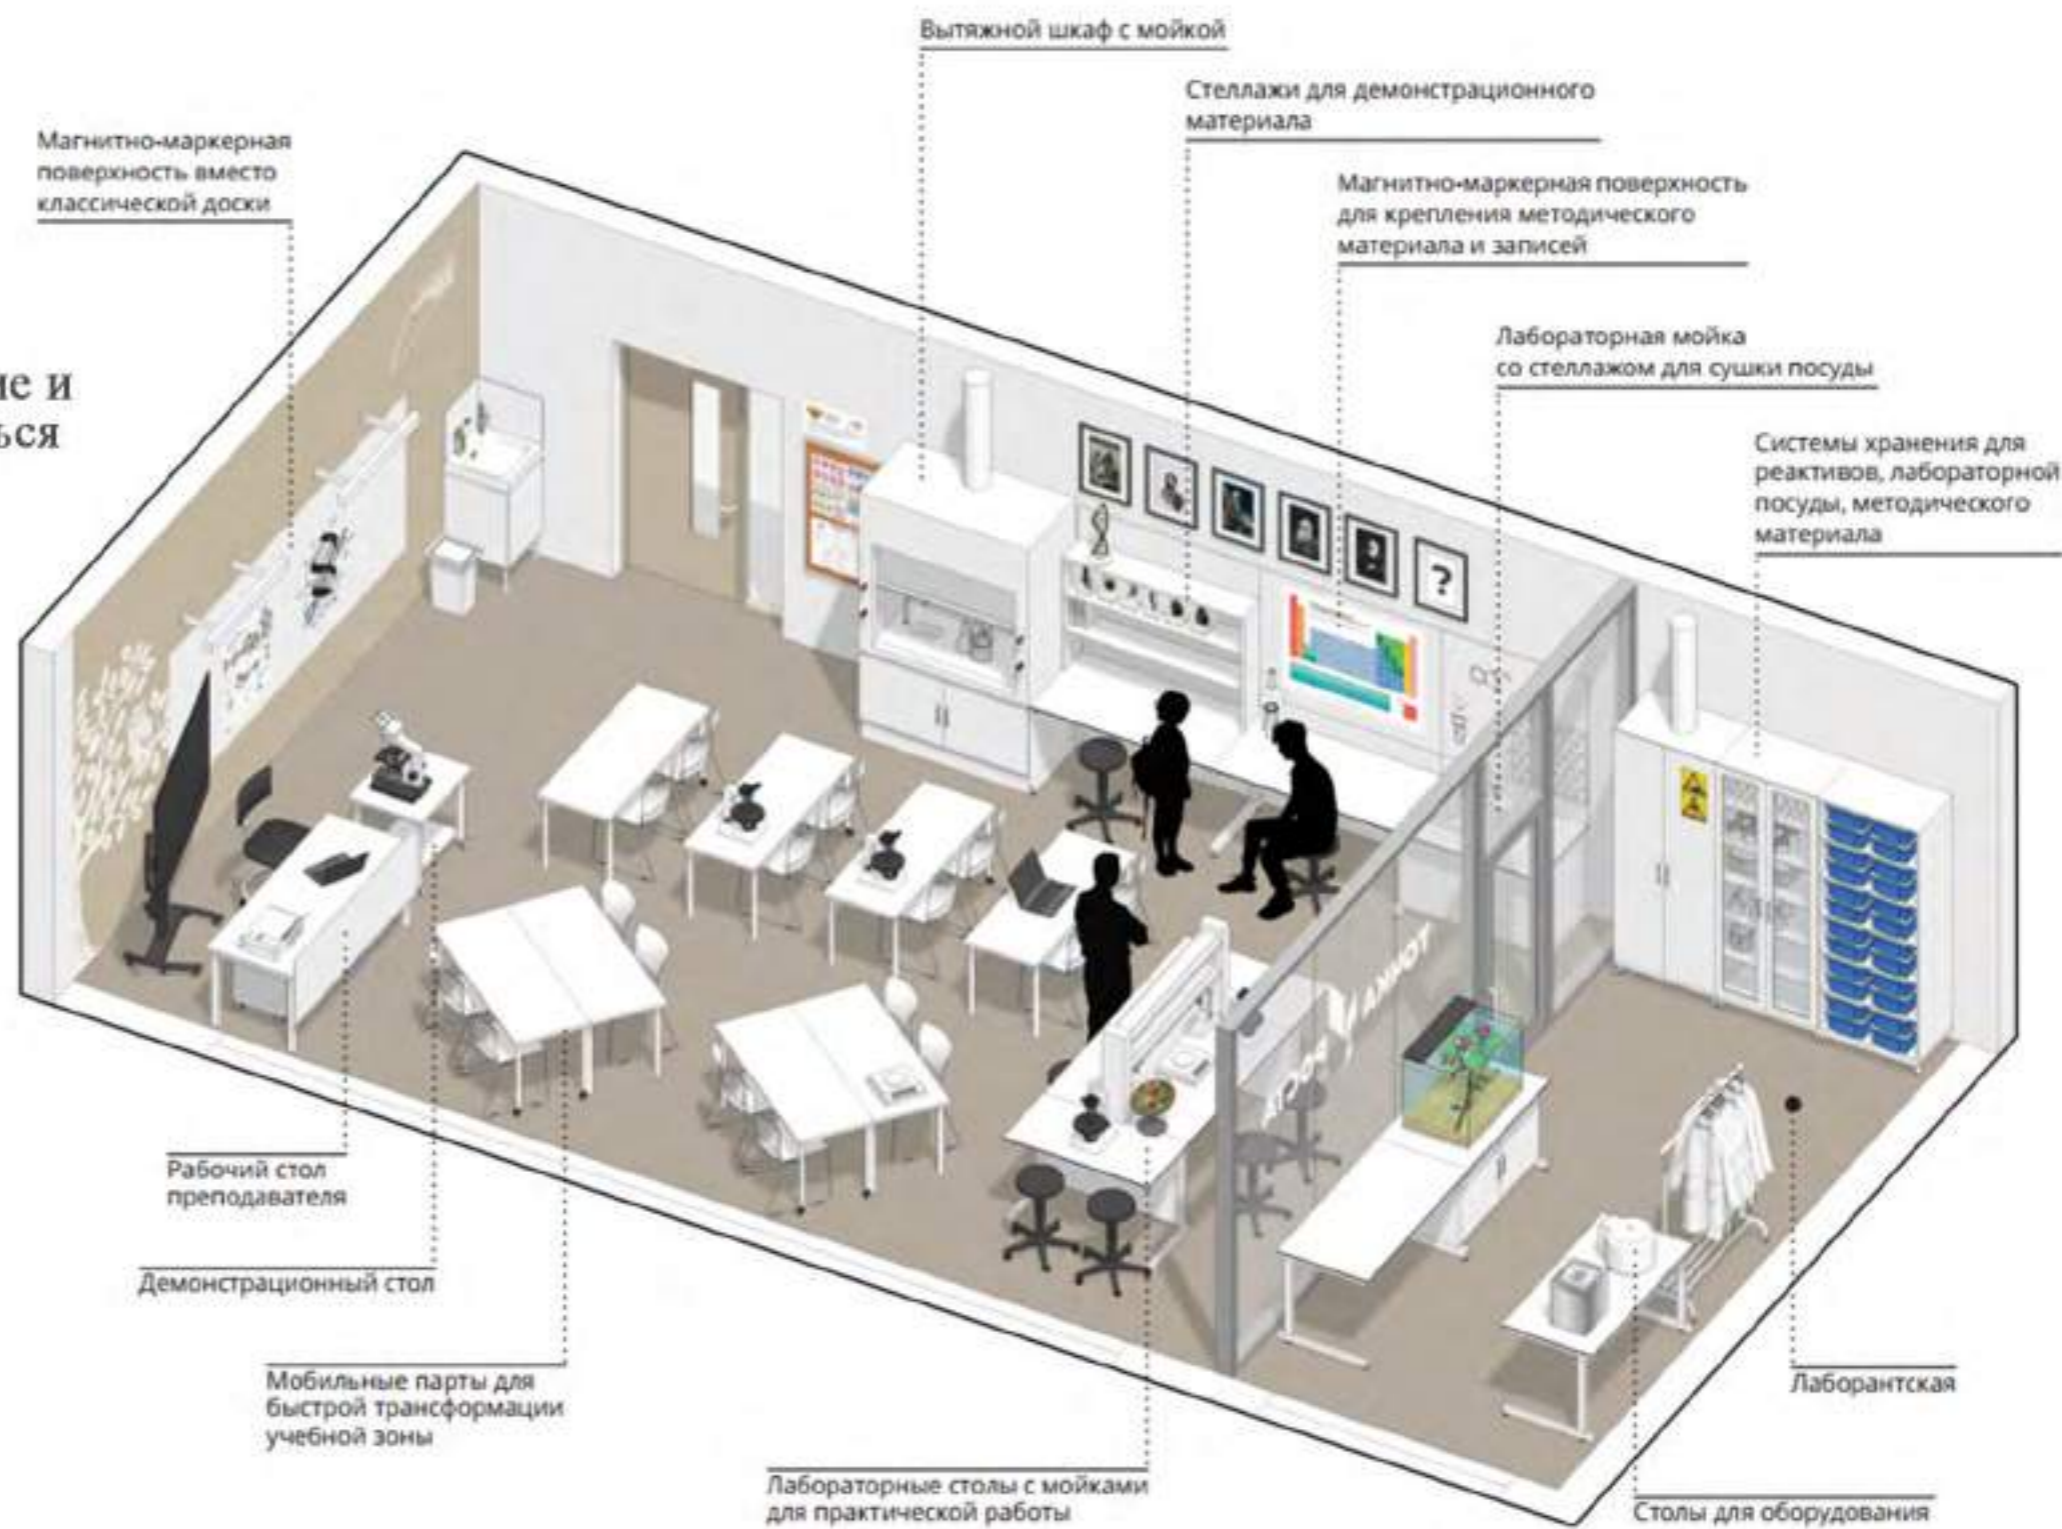 Вытяжной шкаф с мойкой
Стеллажи для демонстрационного
материала
Магнитно-маркерная
поверхность вместо
классической доски
Магнитно-маркерная поверхность
для крепления методического
материала и записей
Лабораторная мойка
со стеллажом для сушки посуды
ие и
ься
Системы хранения для
реактивов, лабораторной
посуды, методического
материала
?
Рабочий стол
преподавателя
Демонстрационный стол
Мобильные парты для
быстрой трансформации
учебной зоны
Лабораторные столы с мойками
для практической работы
Лаборантская
Столы для оборудования